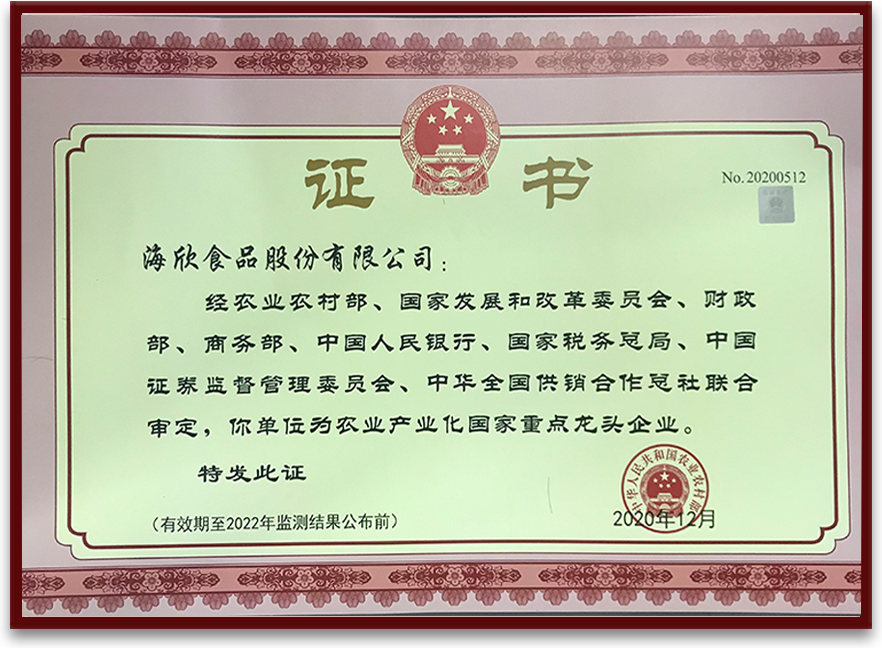 证书
No. 20200512
海欣食品股份有限公司：
经农业农村部、国家发展和改革委员会、财政
部、商务部、中国人民银行、国家税务总局、中国
证券监督管理委员会、中华全国供销合作总社联合
审定，你单位为农业产业化国家重点龙头企业。
特发此证
中华人民共和国农业农村部
（有效期至2022年监测结果公布前）
2020年12月